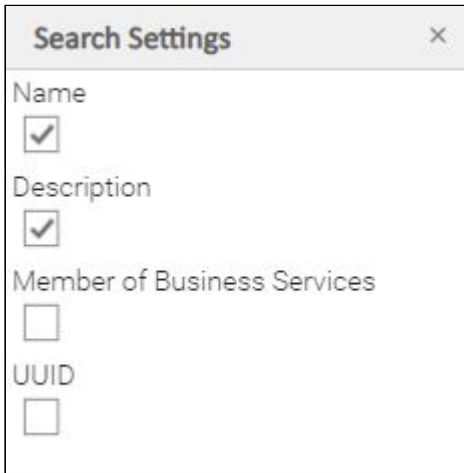 Search Settings
Name
Description
Member of Business Services
UUID